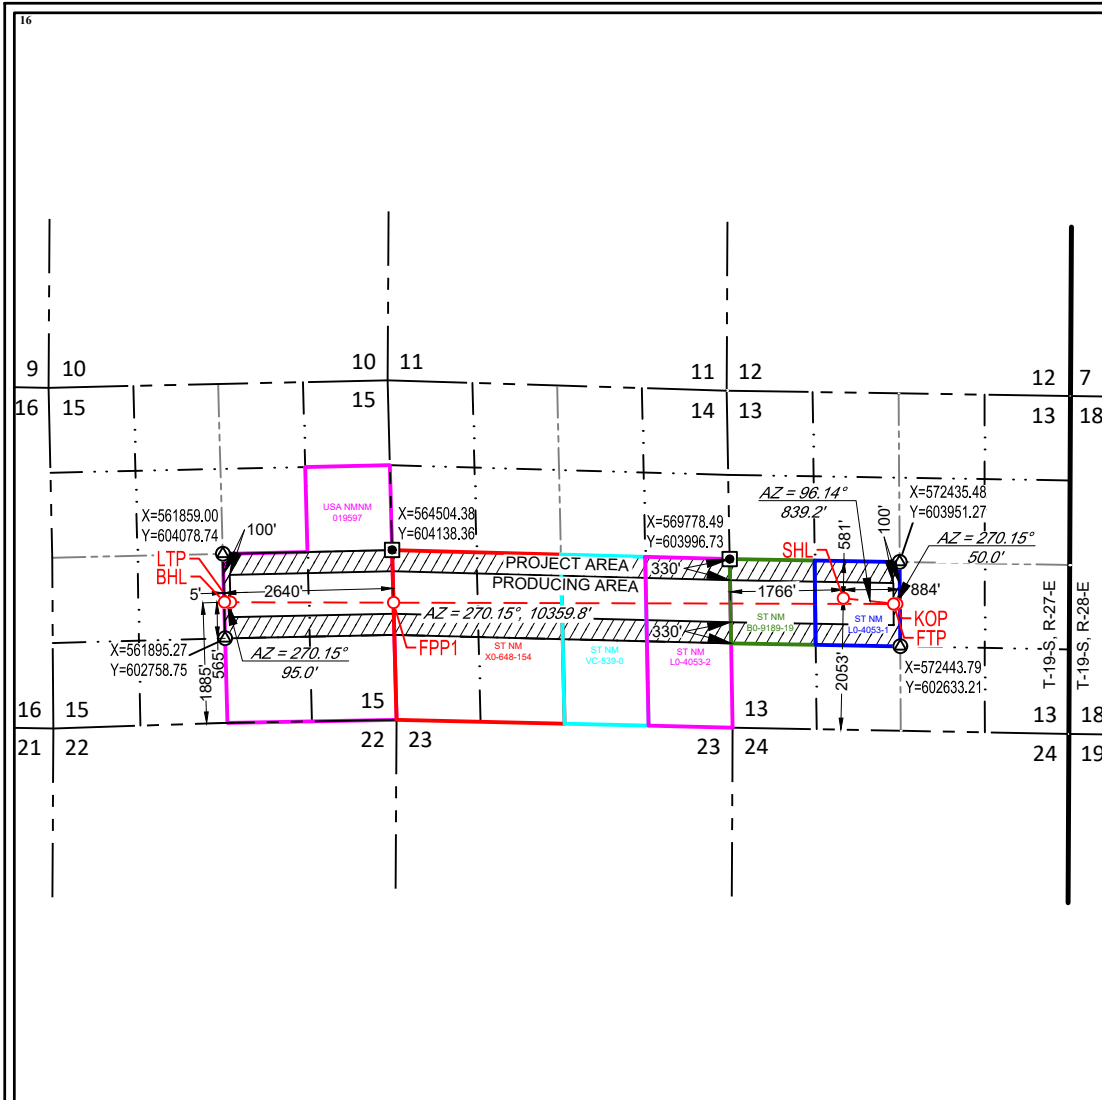 16
9 10
10 11
11 12
12 7
16 15
15
14 13
13 18
USA NMNM
019597
X=561859.00
Y=604078.74
100'
X=564504.38
Y=604138.36
X=569778.49
Y=603996.73
AZ = 96.14°
839.2'
X=572435.48
Y=603951.27
AZ = 270.15°
50.0'
SHL
581'
100'
LTP
BHL
5'
2640'
PROJECT AREA
PRODUCING AREA
330'
1766'
884'
KOP
FTP
AZ = 270.15°, 10359.8'
FPP1
330'
ST NM
X0-648-154
ST NM
VC-539-0
ST NM
L0-4053-2
ST NM
B0-9189-19
ST NM
L0-4053-1
X=561895.27
Y=602758.75
AZ = 270.15°
95.0'
565'
1885'
2053'
X=572443.79
Y=602633.21
T-19-S, R-27-E
T-19-S, R-28-E
16 15
15
13
13 18
21 22
22 23
23 24
24 19